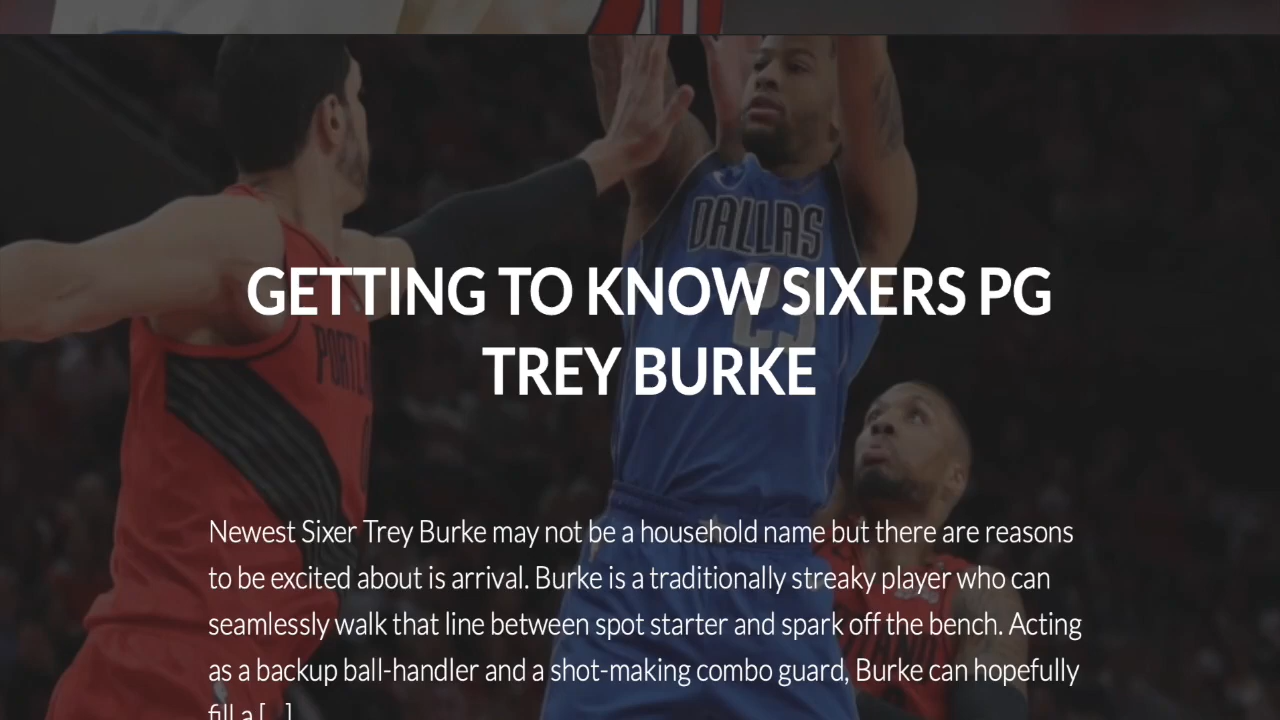 DALLAS
GETTING TO KNOW SIXERS PG
TREY BURKE
Newest Sixer Trey Burke may not be a household name but there are reasons
to be excited about is arrival. Burke is a traditionally streaky player who can
seamlessly walk that line between spot starter and spark off the bench. Acting
as a backup ball-handler and a shot-making combo guard, Burke can hopefully
fill a [...]